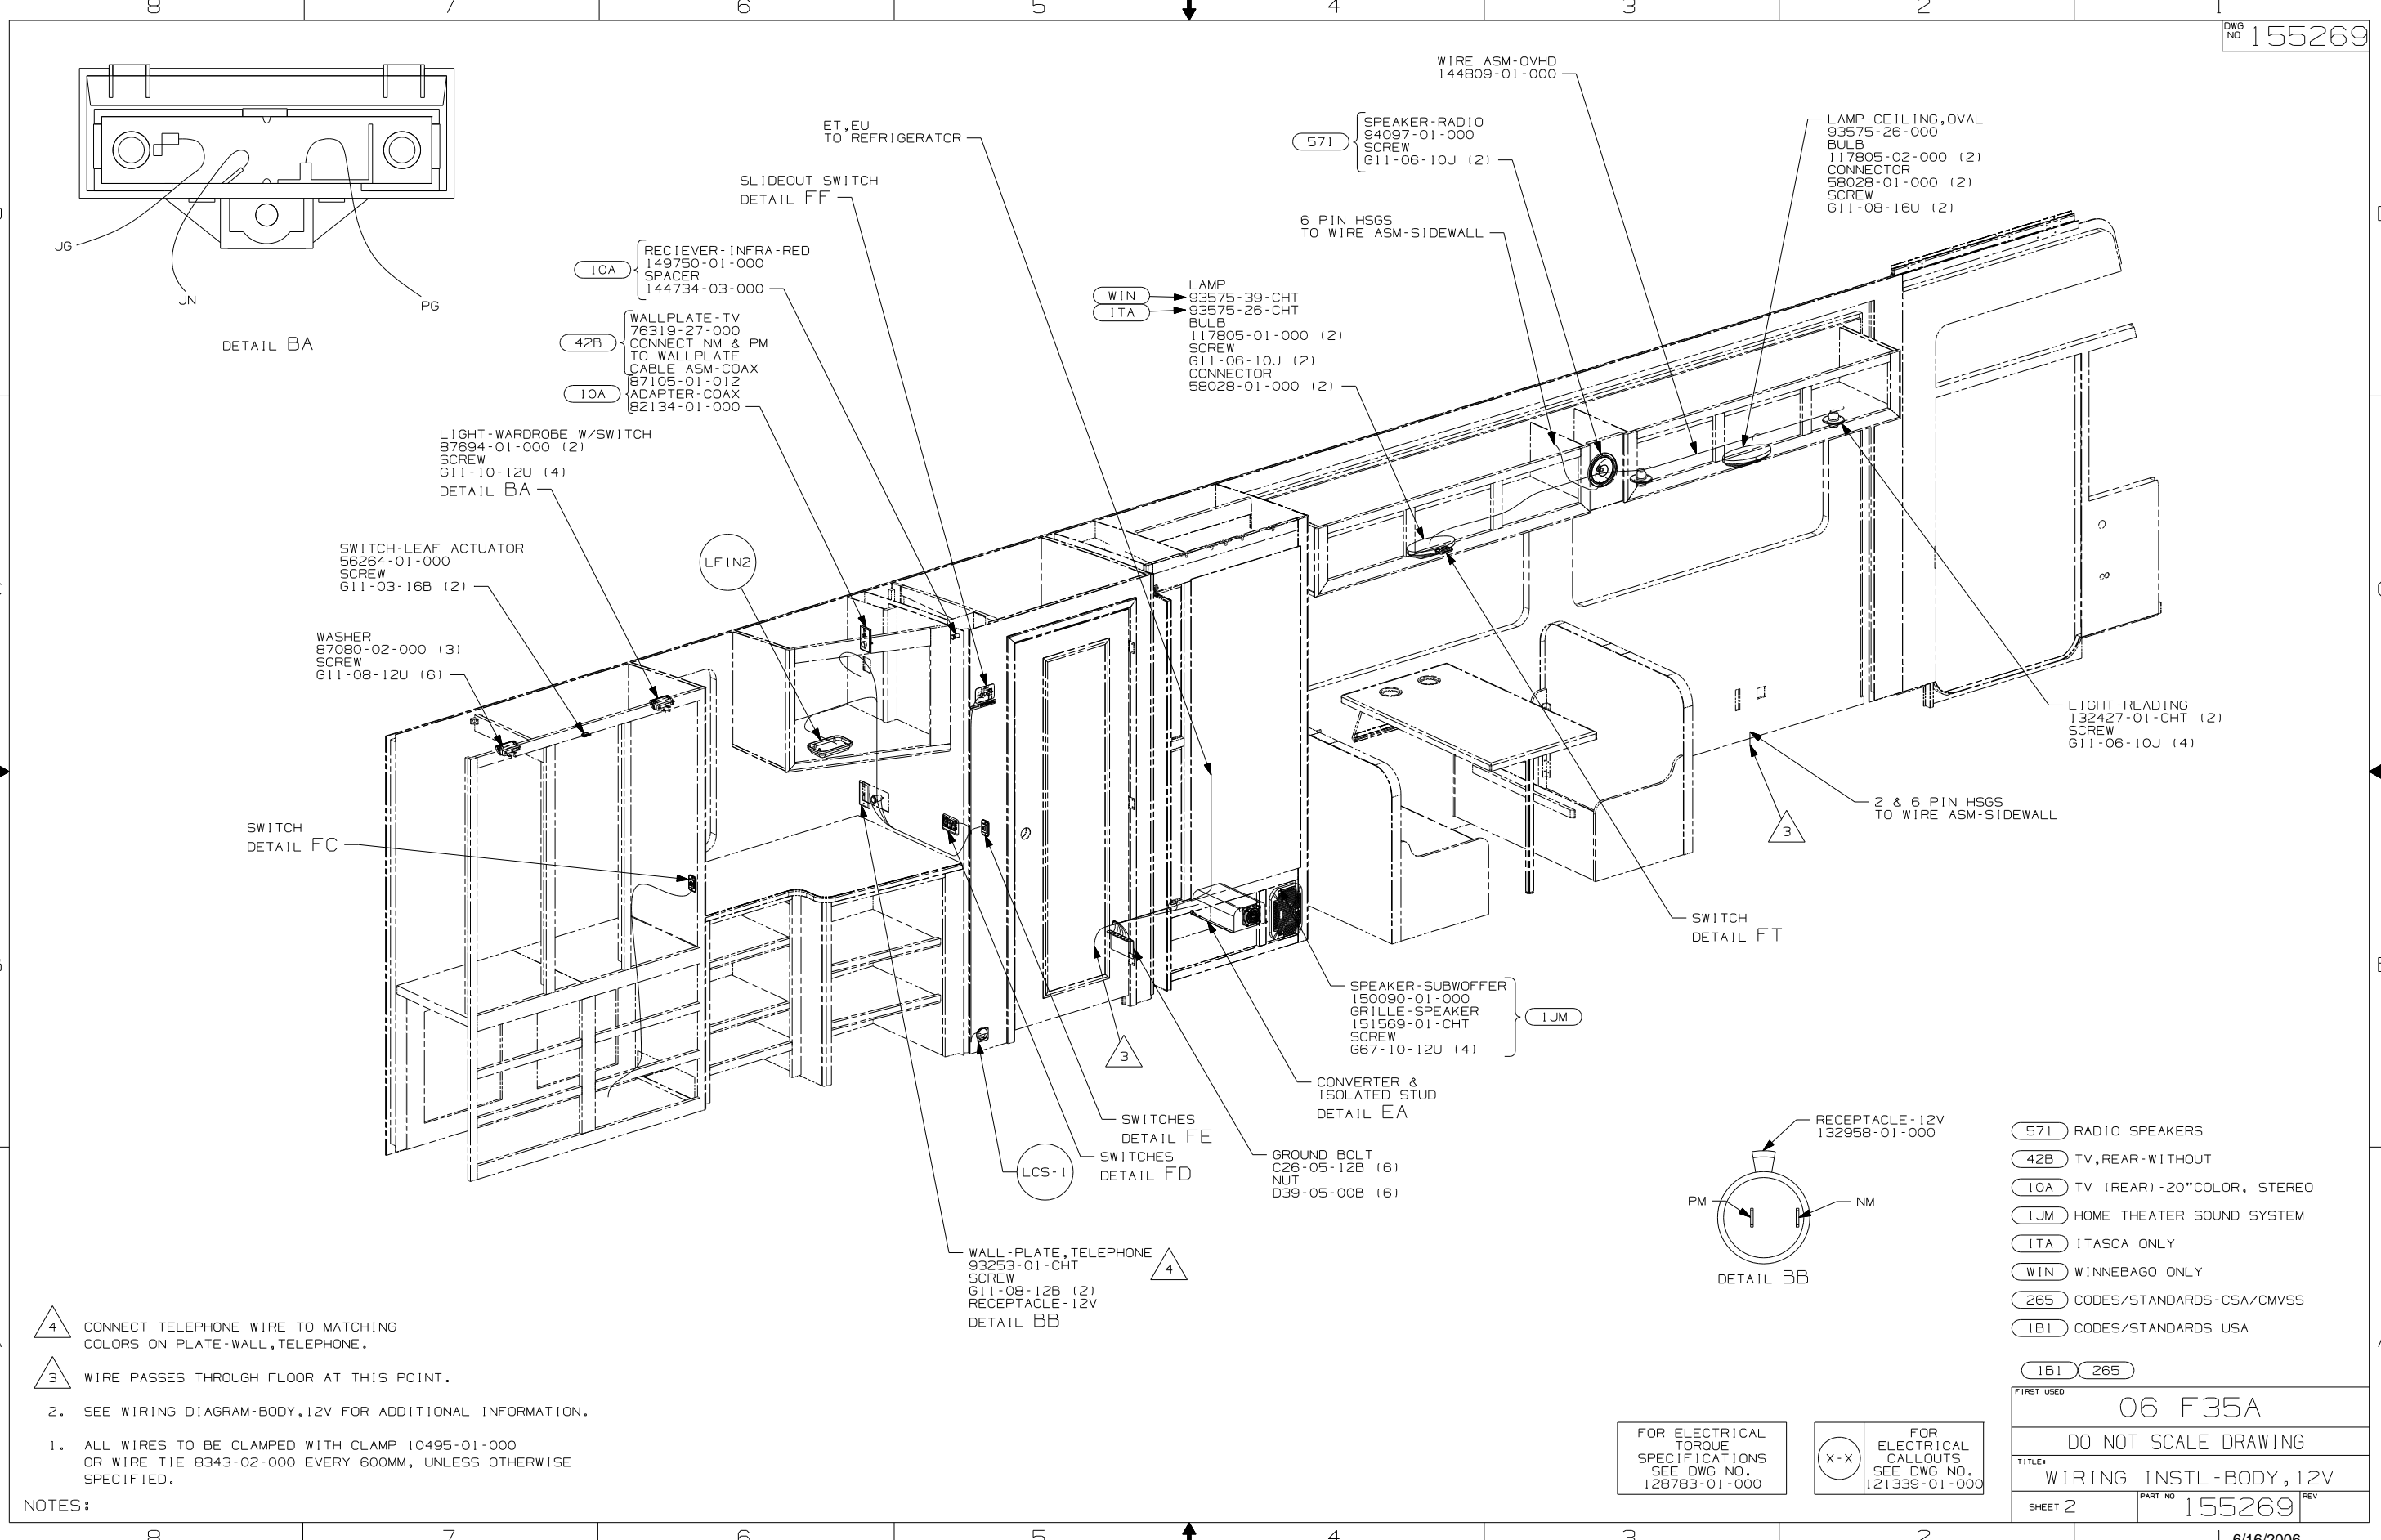 8 7 6 5 4 3 2 1
DWG NO 155269
JG
JN
PG
DETAIL BA
ET,EU
TO REFRIGERATOR
SLIDEOUT SWITCH
DETAIL FF
10A
RECIEVER-INFRA-RED
149750-01-000
SPACER
144734-03-000
42B
WALLPLATE-TV
76319-27-000
CONNECT NM & PM
TO WALLPLATE
CABLE ASM-COAX
10A
87105-01-012
ADAPTER-COAX
82134-01-000
LIGHT-WARDROBE W/SWITCH
87694-01-000 (2)
SCREW
G11-10-12U (4)
DETAIL BA
SWITCH-LEAF ACTUATOR
56264-01-000
SCREW
G11-03-16B (2)
WASHER
87080-02-000 (3)
SCREW
G11-08-12U (6)
LF1N2
SWITCH
DETAIL FC
WIRE ASM-OVHD
144809-01-000
571
SPEAKER-RADIO
94097-01-000
SCREW
G11-06-10J (2)
6 PIN HSGS
TO WIRE ASM-SIDEWALL
WIN
ITA
LAMP
93575-39-CHT
93575-26-CHT
BULB
117805-01-000 (2)
SCREW
G11-06-10J (2)
CONNECTOR
58028-01-000 (2)
LAMP-CEILING,OVAL
93575-26-000
BULB
117805-02-000 (2)
CONNECTOR
58028-01-000 (2)
SCREW
G11-08-16U (2)
LIGHT-READING
132427-01-CHT (2)
SCREW
G11-06-10J (4)
2 & 6 PIN HSGS
TO WIRE ASM-SIDEWALL
3
SWITCH
DETAIL FT
SPEAKER-SUBWOFFER
150090-01-000
GRILLE-SPEAKER
151569-01-CHT
SCREW
G67-10-12U (4)
1JM
CONVERTER &
ISOLATED STUD
DETAIL EA
3
SWITCHES
DETAIL FE
SWITCHES
DETAIL FD
LCS-1
GROUND BOLT
C26-05-12B (6)
NUT
D39-05-00B (6)
WALL-PLATE,TELEPHONE
93253-01-CHT
SCREW
G11-08-12B (2)
RECEPTACLE-12V
DETAIL BB
4
RECEPTACLE-12V
132958-01-000
PM
NM
DETAIL BB
571 RADIO SPEAKERS
42B TV,REAR-WITHOUT
10A TV (REAR)-20"COLOR, STEREO
1JM HOME THEATER SOUND SYSTEM
ITA ITASCA ONLY
WIN WINNEBAGO ONLY
265 CODES/STANDARDS-CSA/CMVSS
1B1 CODES/STANDARDS USA
1B1 265
4 CONNECT TELEPHONE WIRE TO MATCHING
COLORS ON PLATE-WALL,TELEPHONE.
3 WIRE PASSES THROUGH FLOOR AT THIS POINT.
2. SEE WIRING DIAGRAM-BODY,12V FOR ADDITIONAL INFORMATION.
1. ALL WIRES TO BE CLAMPED WITH CLAMP 10495-01-000
OR WIRE TIE 8343-02-000 EVERY 600MM, UNLESS OTHERWISE
SPECIFIED.
NOTES:
FOR ELECTRICAL
TORQUE
SPECIFICATIONS
SEE DWG NO.
128783-01-000
X-X
FOR
ELECTRICAL
CALLOUTS
SEE DWG NO.
121339-01-000
FIRST USED
06 F35A
DO NOT SCALE DRAWING
TITLE:
WIRING INSTL-BODY,12V
SHEET 2
PART NO 155269
REV
8 7 6 5 4 3 2 1
6/16/2006